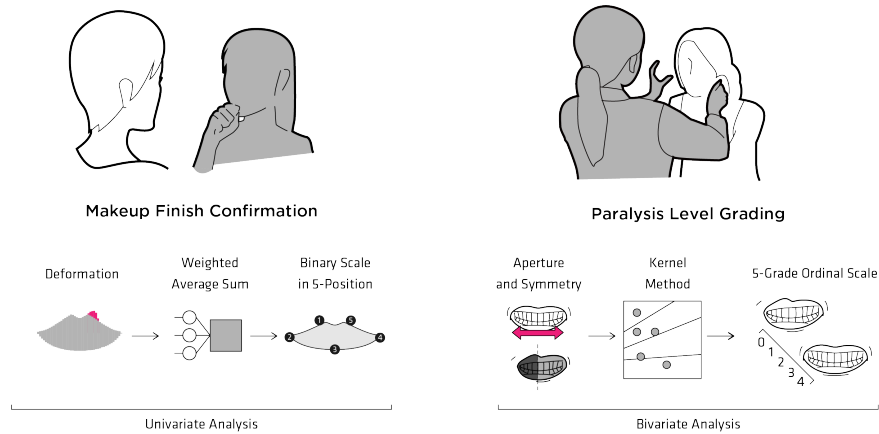 Makeup Finish Confirmation
Deformation
Weighted
Average Sum
Binary Scale
in 5-Position
1
5
2
4
3
Univariate Analysis
Paralysis Level Grading
Aperture
and Symmetry
Kernel
Method
5-Grade Ordinal Scale
0
1
2
3
4
Bivariate Analysis